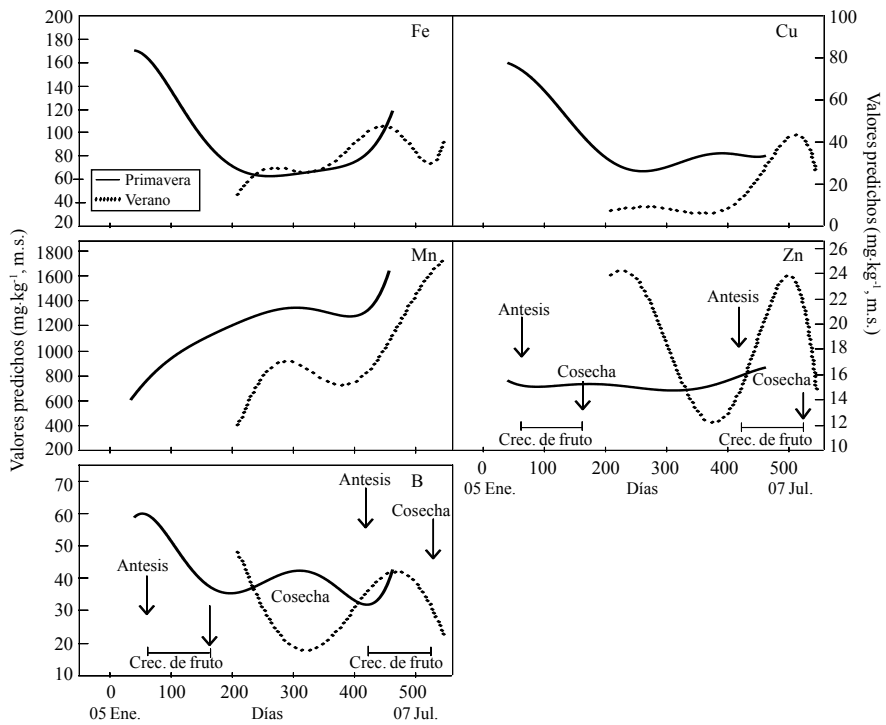 200
180
160
140
120
100
80
60
40
20
Fe
Primavera
Verano
Cu
100
80
60
40
20
0
Valores predichos (mg·kg⁻¹, m.s.)
Valores predichos (mg·kg⁻¹, m.s.)
1800
1600
1400
1200
1000
800
600
400
200
Mn
Zn
Antesis
Cosecha
Antesis
Cosecha
Crec. de fruto
Crec. de fruto
26
24
22
20
18
16
14
12
10
0 100 200 300 400 500
05 Ene. Días 07 Jul.
70
60
50
40
30
20
10
B
Antesis
Cosecha
Antesis
Cosecha
Crec. de fruto
Crec. de fruto
0 100 200 300 400 500
05 Ene. Días 07 Jul.